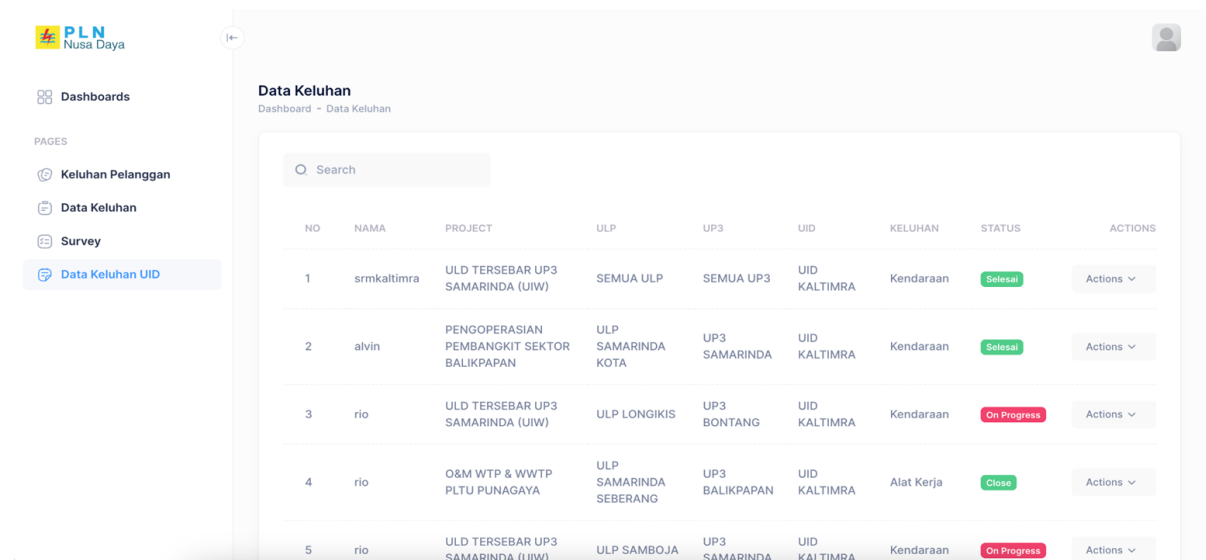 PLN
Nusa Daya
Dashboards
PAGES
Keluhan Pelanggan
Data Keluhan
Survey
Data Keluhan UID
Data Keluhan
Dashboard - Data Keluhan
Search
NO NAMA PROJECT ULP UP3 UID KELUHAN STATUS ACTIONS
1 srmkaltimra ULD TERSEBAR UP3 SEMUA ULP SEMUA UP3 UID Kendaraan Selesai Actions
SAMARINDA (UIW) KALTIMRA
PENGOPERASIAN ULP
2 alvin PEMBANGKIT SEKTOR SAMARINDA UP3 UID Kendaraan Selesai Actions
BALIKPAPAN KOTA SAMARINDA KALTIMRA
3 rio ULD TERSEBAR UP3 ULP LONGIKIS UP3 UID Kendaraan On Progress Actions
SAMARINDA (UIW) BONTANG KALTIMRA
ULP
4 rio O&M WTP & WWTP SAMARINDA UP3 UID Alat Kerja Close Actions
PLTU PUNAGAYA SEBERANG BALIKPAPAN KALTIMRA
5 rio ULD TERSEBAR UP3 ULP SAMBOJA UP3 UID Kendaraan On Progress Actions
SAMARINDA (UIW) SAMARINDA KALTIMRA